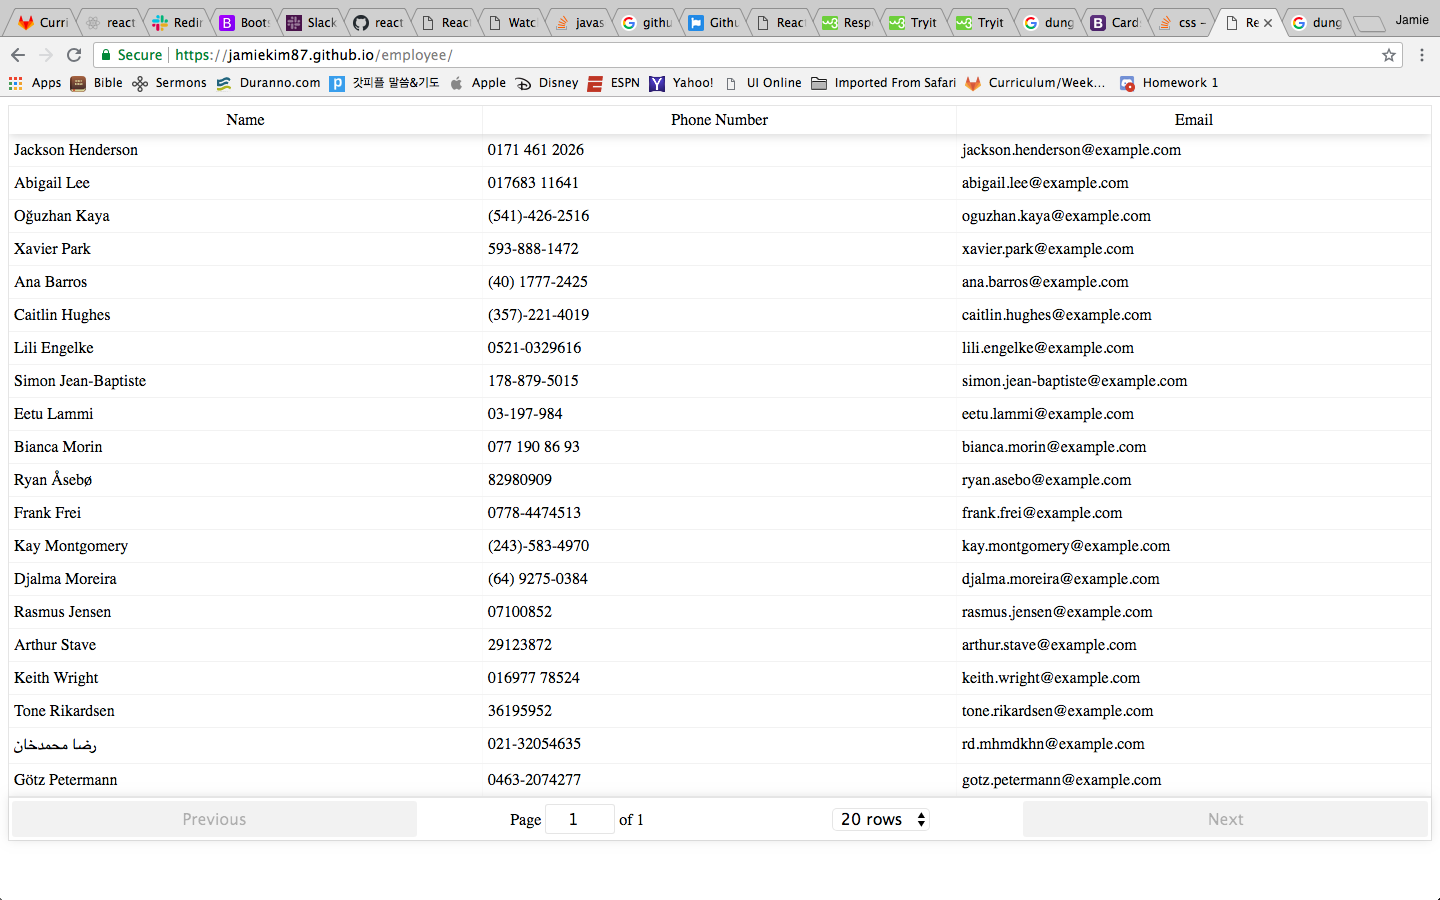 Curri react Redir Boots Slack react React Watc javas githu Githu React Resp Tryit Tryit dung Card css – Re dung Jamie
Secure https://jamiekim87.github.io/employee/
Apps Bible Sermons Duranno.com 갓피플 말씀&기도 Apple Disney ESPN Yahoo! UI Online Imported From Safari Curriculum/Week... Homework 1
Name Phone Number Email
Jackson Henderson 0171 461 2026 jackson.henderson@example.com
Abigail Lee 017683 11641 abigail.lee@example.com
Oğuzhan Kaya (541)-426-2516 oguzhan.kaya@example.com
Xavier Park 593-888-1472 xavier.park@example.com
Ana Barros (40) 1777-2425 ana.barros@example.com
Caitlin Hughes (357)-221-4019 caitlin.hughes@example.com
Lili Engelke 0521-0329616 lili.engelke@example.com
Simon Jean-Baptiste 178-879-5015 simon.jean-baptiste@example.com
Eetu Lammi 03-197-984 eetu.lammi@example.com
Bianca Morin 077 190 86 93 bianca.morin@example.com
Ryan Åsebø 82980909 ryan.asebo@example.com
Frank Frei 0778-4474513 frank.frei@example.com
Kay Montgomery (243)-583-4970 kay.montgomery@example.com
Djalma Moreira (64) 9275-0384 djalma.moreira@example.com
Rasmus Jensen 07100852 rasmus.jensen@example.com
Arthur Stave 29123872 arthur.stave@example.com
Keith Wright 016977 78524 keith.wright@example.com
Tone Rikardsen 36195952 tone.rikardsen@example.com
رضا محمدخان 021-32054635 rd.mhmdkhn@example.com
Götz Petermann 0463-2074277 gotz.petermann@example.com
Previous Page 1 of 1 20 rows Next